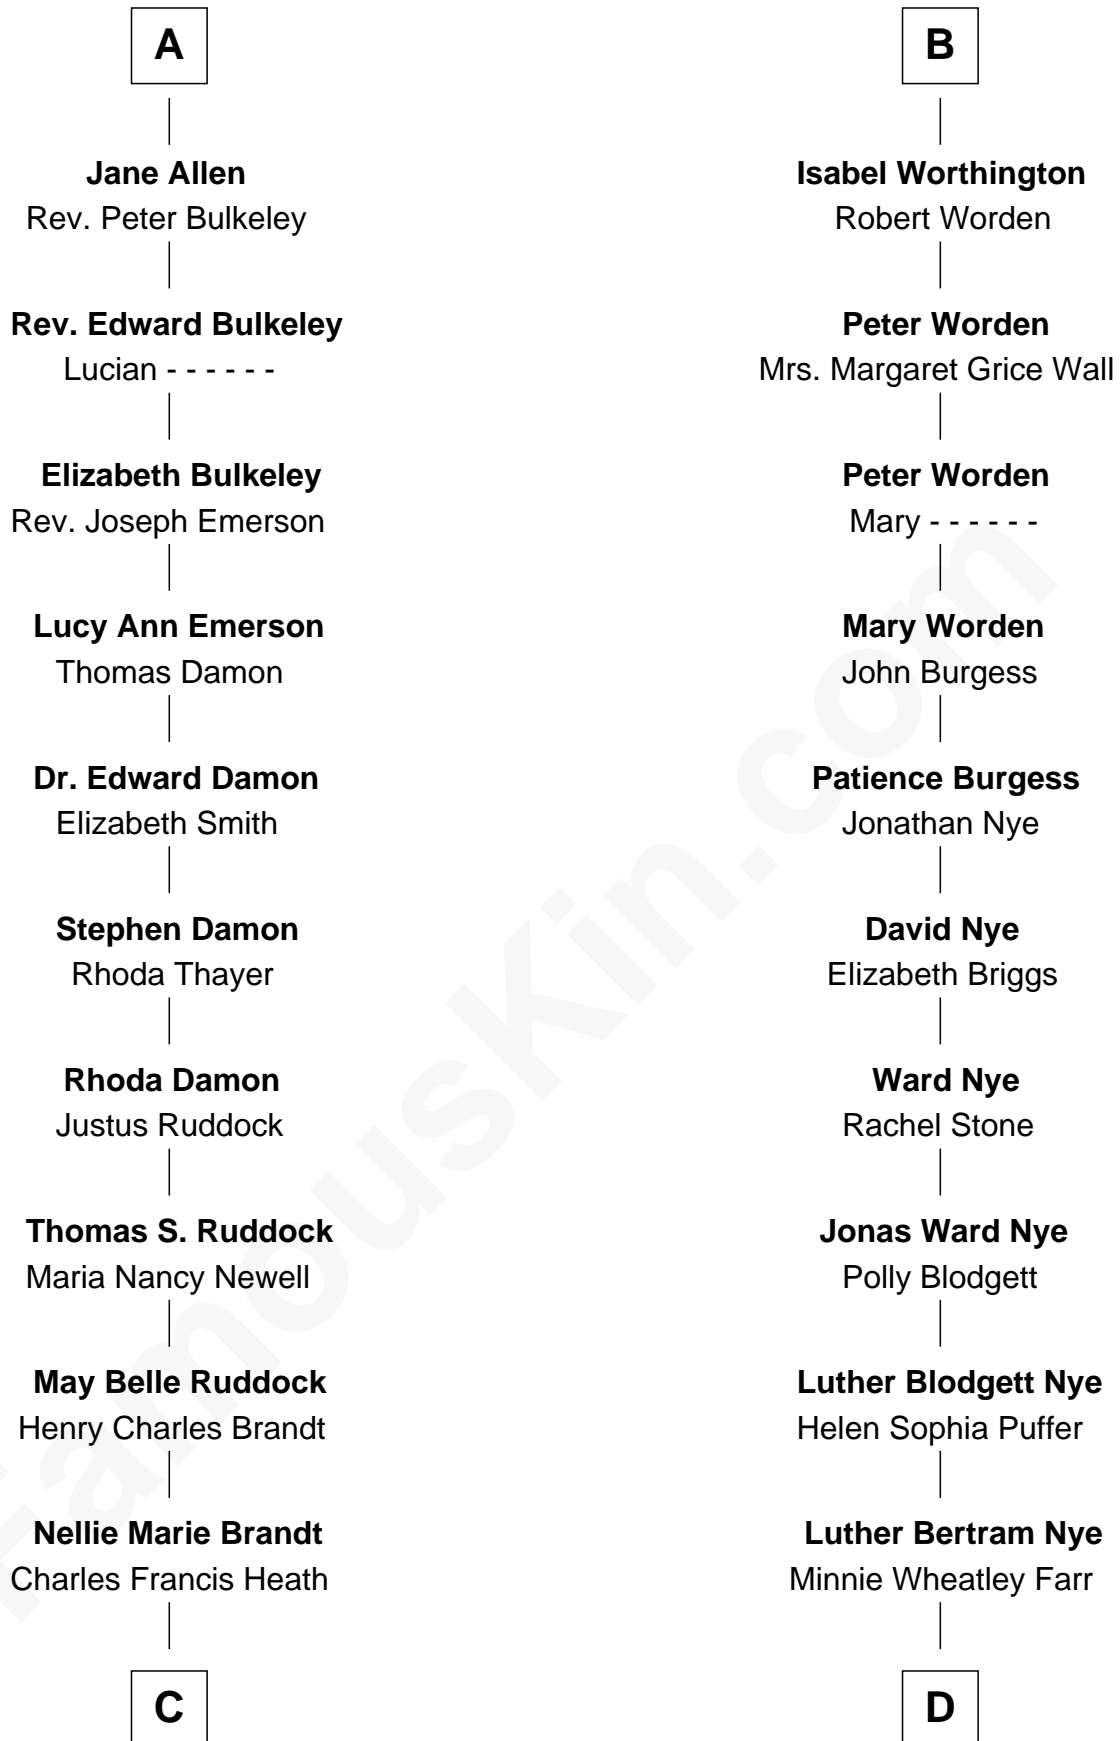 A
Jane Allen
Rev. Peter Bulkeley
Rev. Edward Bulkeley
Lucian - - - - - -
Elizabeth Bulkeley
Rev. Joseph Emerson
Lucy Ann Emerson
Thomas Damon
Dr. Edward Damon
Elizabeth Smith
Stephen Damon
Rhoda Thayer
Rhoda Damon
Justus Ruddock
Thomas S. Ruddock
Maria Nancy Newell
May Belle Ruddock
Henry Charles Brandt
Nellie Marie Brandt
Charles Francis Heath
C
B
Isabel Worthington
Robert Worden
Peter Worden
Mrs. Margaret Grice Wall
Peter Worden
Mary - - - - - -
Mary Worden
John Burgess
Patience Burgess
Jonathan Nye
David Nye
Elizabeth Briggs
Ward Nye
Rachel Stone
Jonas Ward Nye
Polly Blodgett
Luther Blodgett Nye
Helen Sophia Puffer
Luther Bertram Nye
Minnie Wheatley Farr
D
FamousKin.com